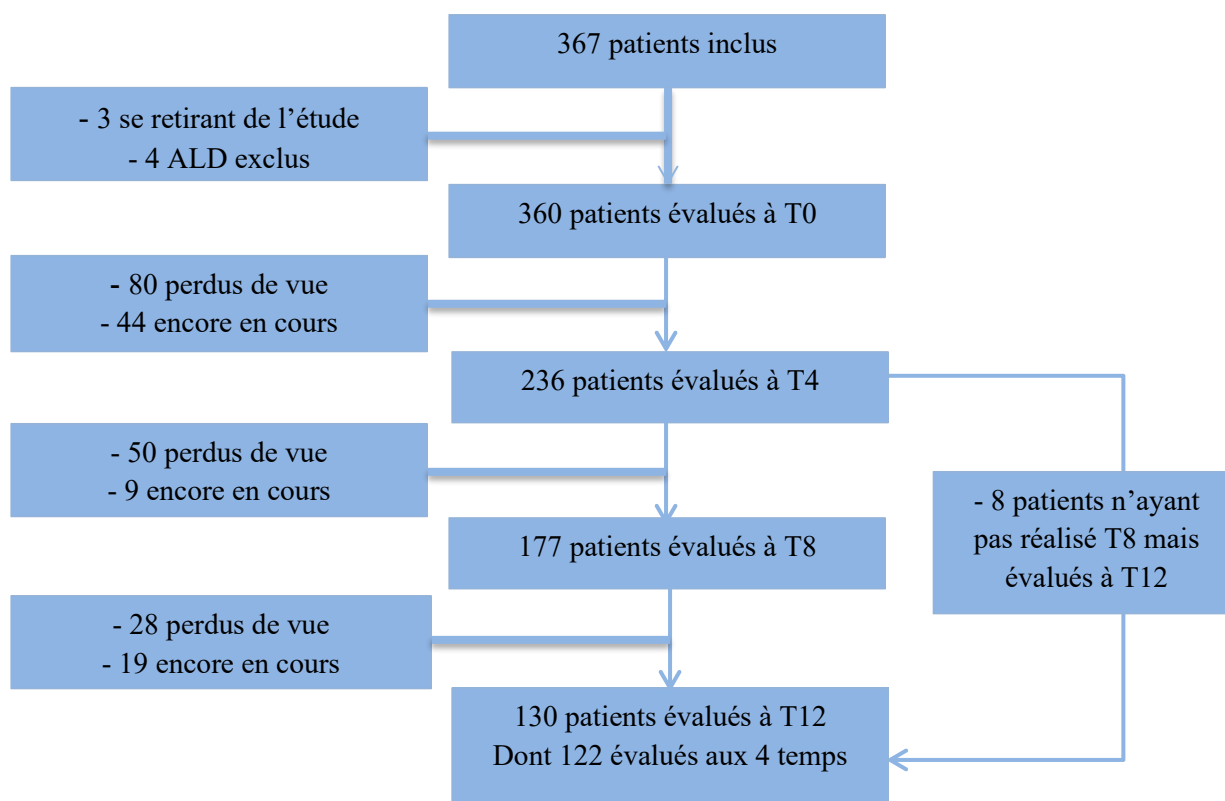 367 patients inclus
- 3 se retirant de l’étude
- 4 ALD exclus
360 patients évalués à T0
- 80 perdus de vue
- 44 encore en cours
236 patients évalués à T4
- 50 perdus de vue
- 9 encore en cours
- 8 patients n’ayant
pas réalisé T8 mais
évalués à T12
177 patients évalués à T8
- 28 perdus de vue
- 19 encore en cours
130 patients évalués à T12
Dont 122 évalués aux 4 temps